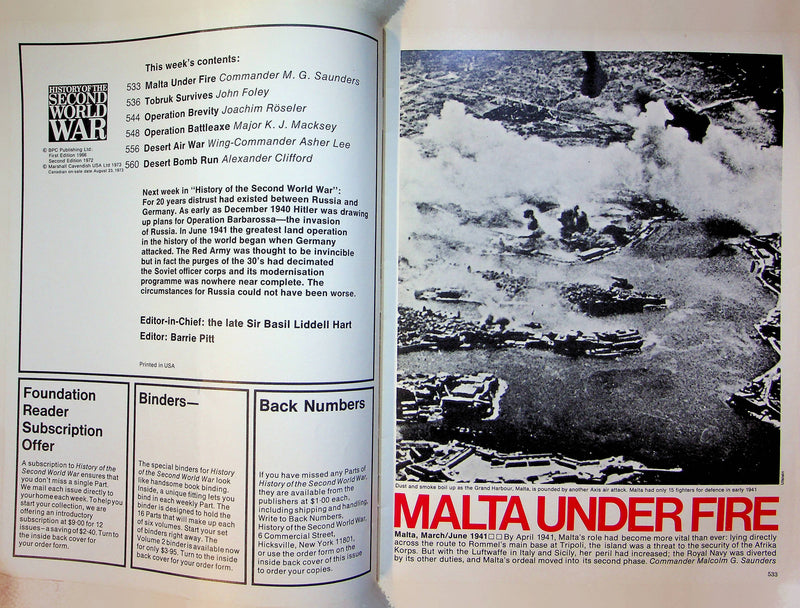 This week's contents:
HISTORY OF THE
SECOND
WORLD
WAR
533 Malta Under Fire Commander M. G. Saunders
536 Tobruk Survives John Foley
544 Operation Brevity Joachim Röseler
548 Operation Battleaxe Major K. J. Macksey
556 Desert Air War Wing-Commander Asher Lee
560 Desert Bomb Run Alexander Clifford
© BPC Publishing Ltd.
First Edition 1966
Second Edition 1972
© Marshall Cavendish USA Ltd 1973
Canadian on-sale date August 23, 1973
Next week in "History of the Second World War":
For 20 years distrust had existed between Russia and
Germany. As early as December 1940 Hitler was drawing
up plans for Operation Barbarossa—the invasion
of Russia. In June 1941 the greatest land operation
in the history of the world began when Germany
attacked. The Red Army was thought to be invincible
but in fact the purges of the 30's had decimated
the Soviet officer corps and its modernisation
programme was nowhere near complete. The
circumstances for Russia could not have been worse.
Editor-in-Chief: the late Sir Basil Liddell Hart
Editor: Barrie Pitt
Printed in USA
Foundation
Reader
Subscription
Offer
A subscription to History of the
Second World War ensures that
you don't miss a single Part.
We mail each issue directly to
your home each week. To help you
start your collection, we are
offering an introductory
subscription at $9·00 for 12
issues—a saving of $2·40. Turn to
the inside back cover for
your order form.
Binders—
The special binders for History
of the Second World War look
like handsome book binding.
Inside, a unique fitting lets you
bind in each weekly Part. The
binder is designed to hold the
16 Parts that will make up each
of six volumes. Start your set
of binders right away. The
Volume 2 binder is available now
for only $3·95. Turn to the inside
back cover for your order form.
Back Numbers
If you have missed any Parts of
History of the Second World War,
they are available from the
publishers at $1·00 each,
including shipping and handling.
Write to Back Numbers,
History of the Second World War,
6 Commercial Street,
Hicksville, New York 11801,
or use the order form on the
inside back cover of this issue
to order your copies.
Dust and smoke boil up as the Grand Harbour, Malta, is pounded by another Axis air attack. Malta had only 15 fighters for defence in early 1941
MALTA UNDER FIRE
Malta, March/June 1941□□By April 1941, Malta's role had become more vital than ever: lying directly
across the route to Rommel's main base at Tripoli, the island was a threat to the security of the Afrika
Korps. But with the Luftwaffe in Italy and Sicily, her peril had increased; the Royal Navy was diverted
by its other duties, and Malta's ordeal moved into its second phase. Commander Malcolm G. Saunders
533